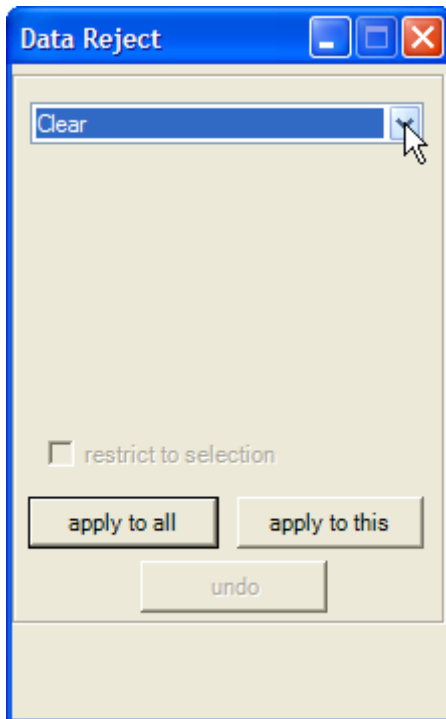 Data Reject
Clear
restrict to selection
apply to all apply to this
undo